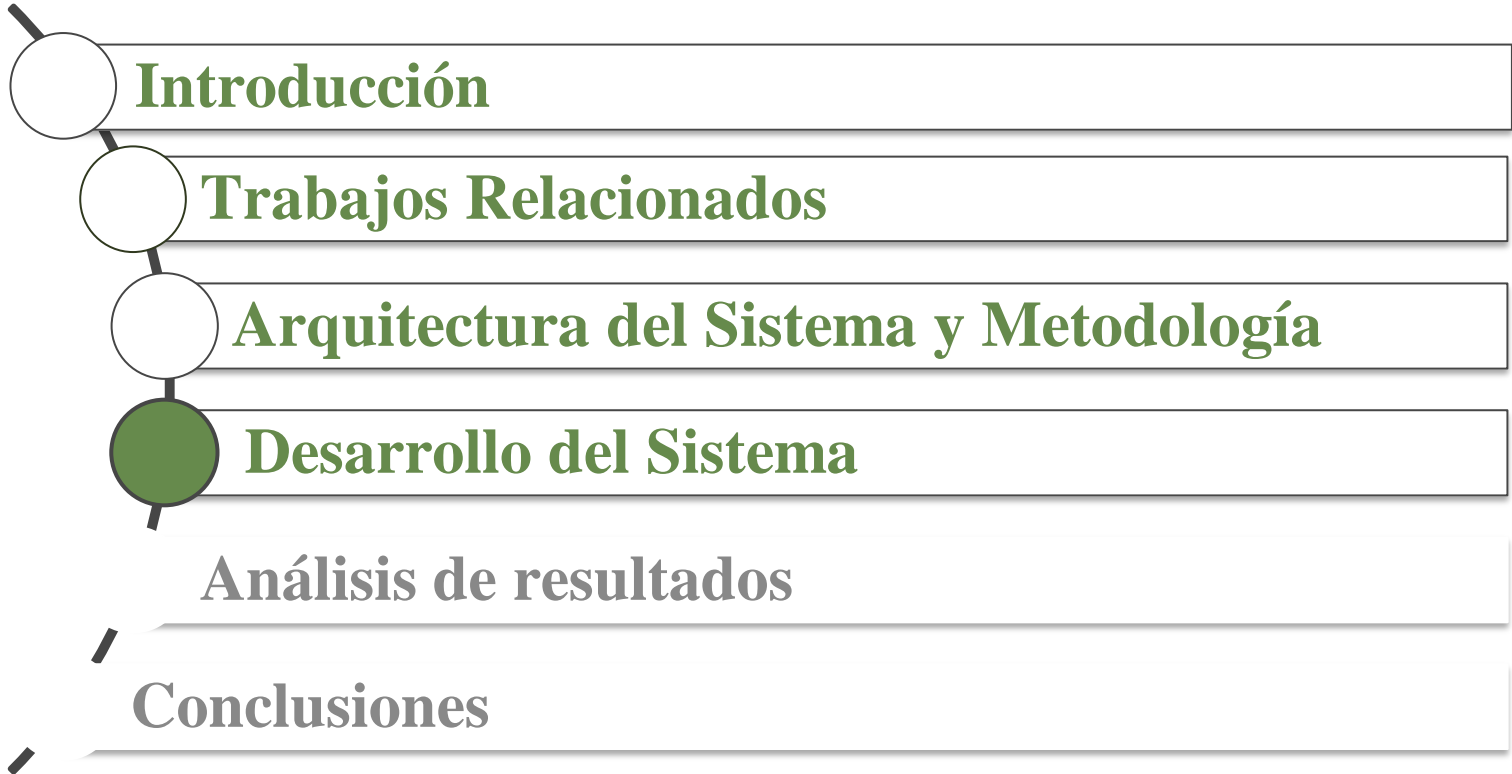 Introducción
Trabajos Relacionados
Arquitectura del Sistema y Metodología
Desarrollo del Sistema
Análisis de resultados
Conclusiones